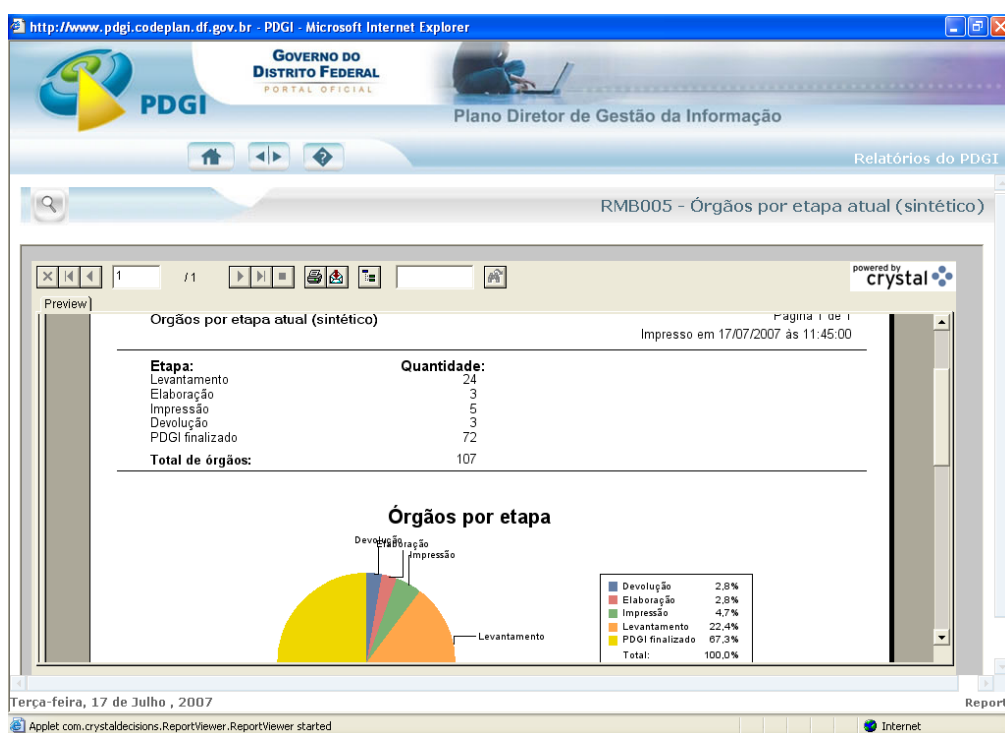 http://www.pdgi.codeplan.df.gov.br - PDGI - Microsoft Internet Explorer
GOVERNO DO
DISTRITO FEDERAL
PORTAL OFICIAL
PDGI
Plano Diretor de Gestão da Informação
Relatórios do PDGI
RMB005 - Órgãos por etapa atual (sintético)
1 / 1
powered by
crystal
Preview
Órgãos por etapa atual (sintético)
Página 1 de 1
Impresso em 17/07/2007 às 11:45:00
Etapa: Quantidade:
Levantamento 24
Elaboração 3
Impressão 5
Devolução 3
PDGI finalizado 72
Total de órgãos: 107
Órgãos por etapa
Devolução
Elaboração
Impressão
Levantamento
Devolução 2,8%
Elaboração 2,8%
Impressão 4,7%
Levantamento 22,4%
PDGI finalizado 67,3%
Total: 100,0%
Terça-feira, 17 de Julho , 2007
Report
Applet com.crystaldecisions.ReportViewer.ReportViewer started
Internet